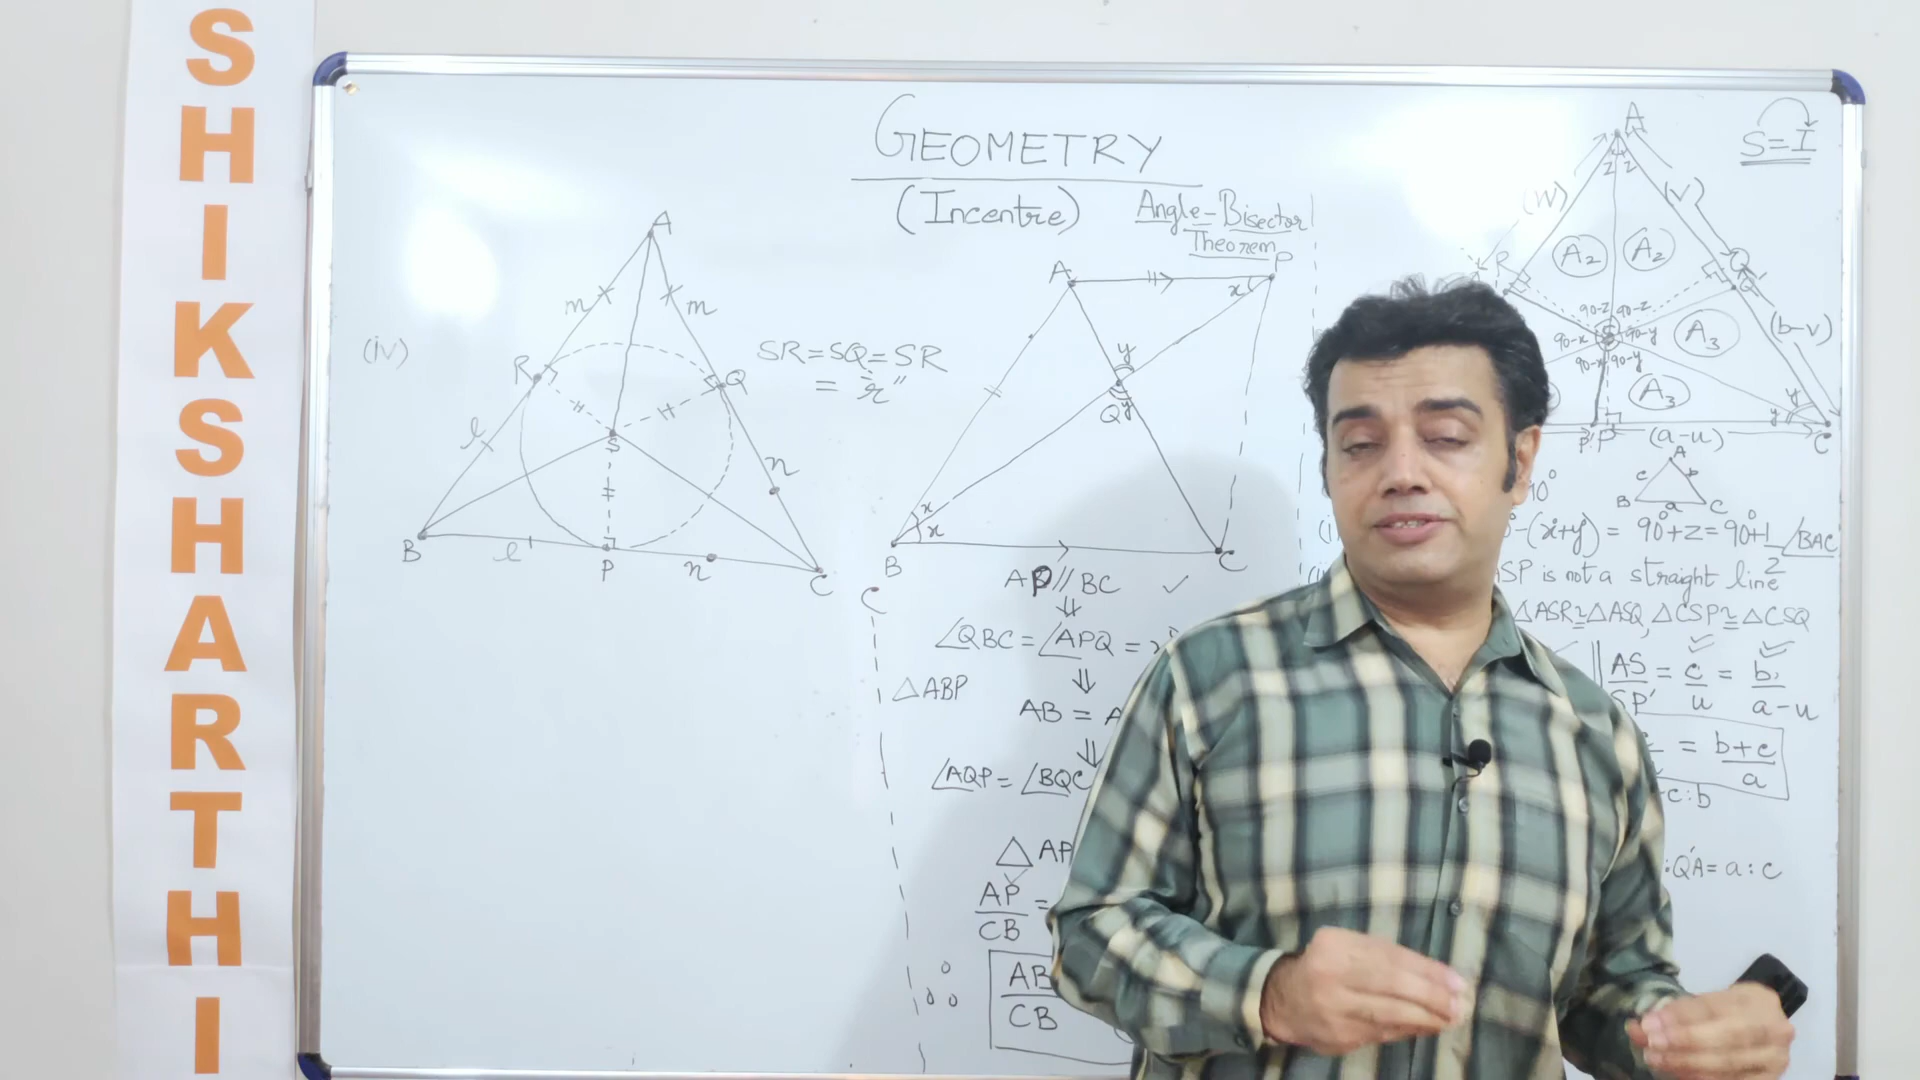 SHIKSHARTHI
GEOMETRY
(Incentre)
Angle-Bisector
Theorem
S=I
(iv)
A
m
m
R
Q
l
S
n
B
l
P
n
C
SR=SQ=SR
= "r"
A
P
x
y
Q
y
x
x
B
C
AP // BC ✓
⇓
∠QBC = ∠APQ = x°
⇓
△ABP
AB = A
⇓
∠AQP = ∠BQC
△AP
AP
CB
=
∴
AB
CB
A
z z
(W)
(V)
R
Q
Q'
A2
A2
90-z 90-z
90-x
90-y
90-x
90-y
S
A3
(b-v)
A3
y
y
P' P
(a-u)
C
A
c
b
B
a
C
-(x°+y°) = 90°+z = 90°+1/2 ∠BAC
SP is not a straight line
△ASR≅△ASQ, △CSP≅△CSQ
AS/SP' = c/u = b/a-u
= b+c/a
c:b
:Q'A = a:c